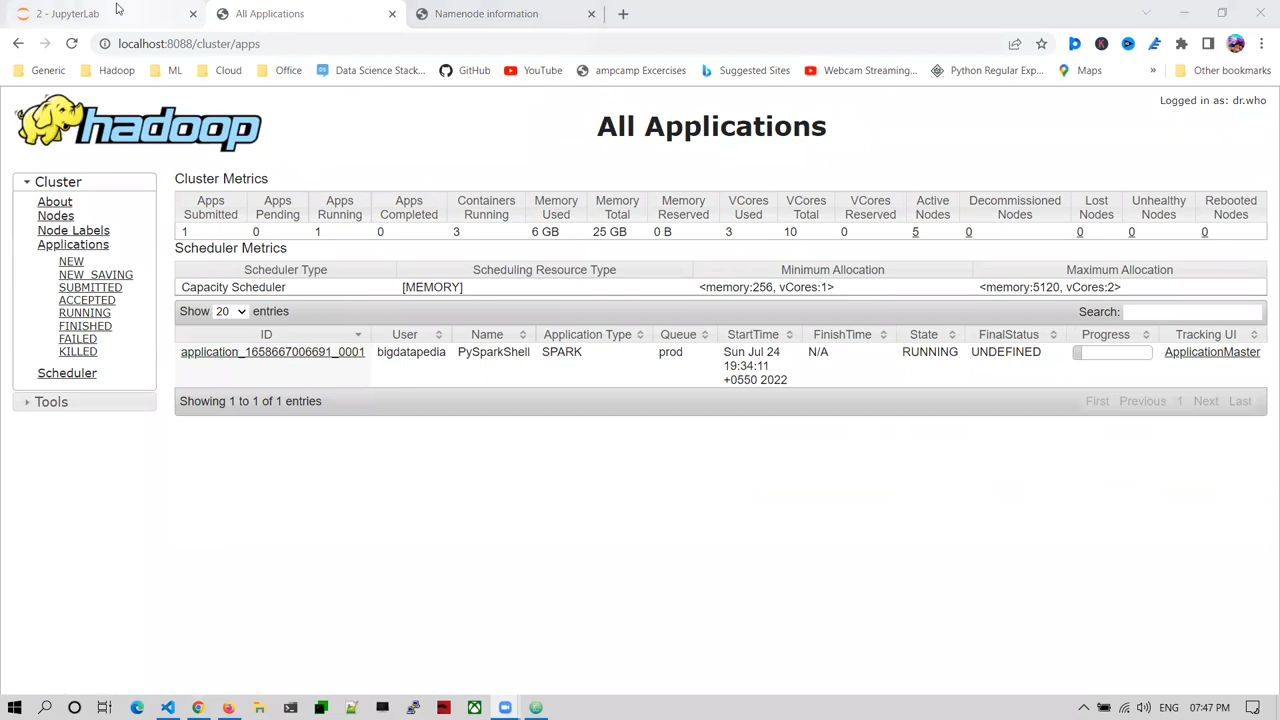 2 - JupyterLab
All Applications
Namenode information
localhost:8088/cluster/apps
Generic Hadoop ML Cloud Office Data Science Stack... GitHub YouTube ampcamp Excercises Suggested Sites Webcam Streaming... Python Regular Exp... Maps » Other bookmarks
Logged in as: dr.who
hadoop
All Applications
Cluster
About
Nodes
Node Labels
Applications
NEW
NEW_SAVING
SUBMITTED
ACCEPTED
RUNNING
FINISHED
FAILED
KILLED
Scheduler
Tools
Cluster Metrics
Apps Submitted Apps Pending Apps Running Apps Completed Containers Running Memory Used Memory Total Memory Reserved VCores Used VCores Total VCores Reserved Active Nodes Decommissioned Nodes Lost Nodes Unhealthy Nodes Rebooted Nodes
1 0 1 0 3 6 GB 25 GB 0 B 3 10 0 5 0 0 0 0
Scheduler Metrics
Scheduler Type Scheduling Resource Type Minimum Allocation Maximum Allocation
Capacity Scheduler [MEMORY] <memory:256, vCores:1> <memory:5120, vCores:2>
Show 20 entries Search:
ID User Name Application Type Queue StartTime FinishTime State FinalStatus Progress Tracking UI
application_1658667006691_0001 bigdatapedia PySparkShell SPARK prod Sun Jul 24 N/A RUNNING UNDEFINED ApplicationMaster
19:34:11
+0550 2022
Showing 1 to 1 of 1 entries First Previous 1 Next Last
ENG 07:47 PM